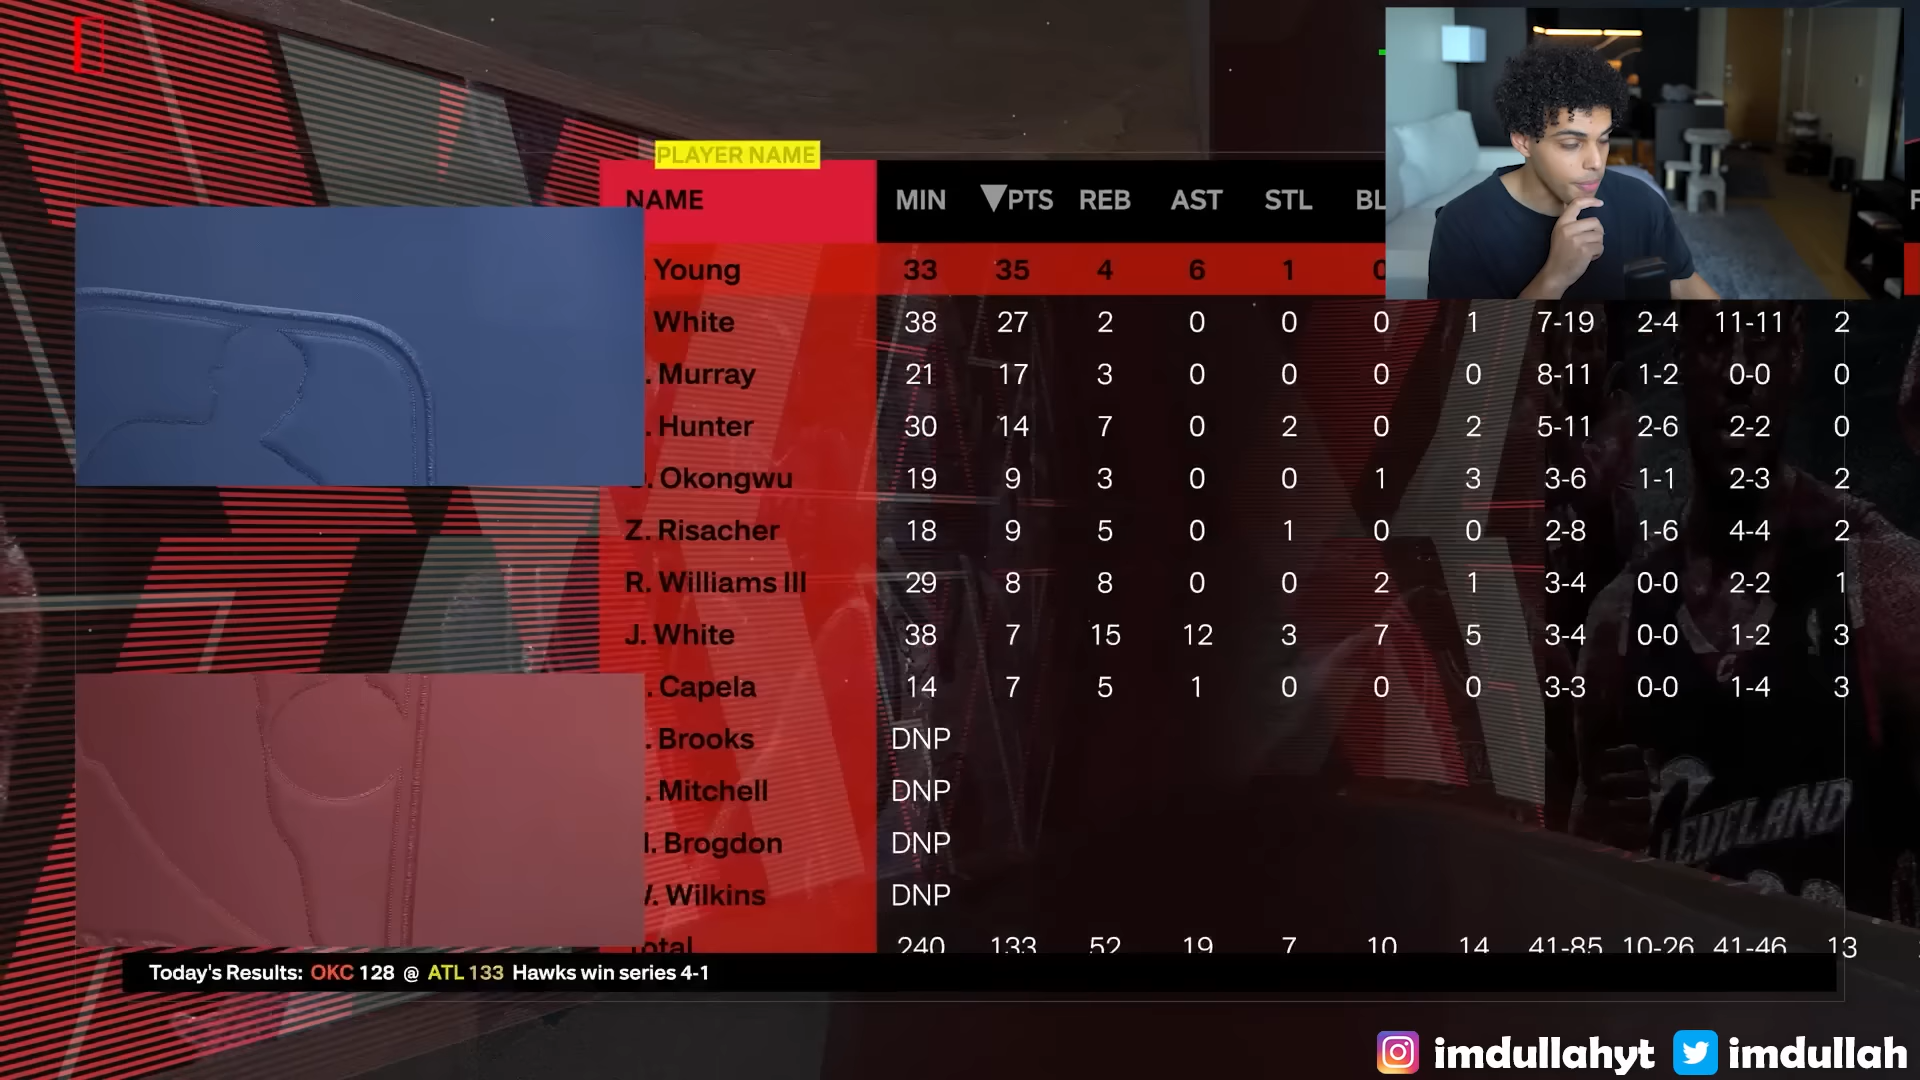 PLAYER NAME
NAME MIN PTS REB AST STL BL F
. Young 33 35 4 6 1 0
White 38 27 2 0 0 0 1 7-19 2-4 11-11 2
. Murray 21 17 3 0 0 0 0 8-11 1-2 0-0 0
. Hunter 30 14 7 0 2 0 2 5-11 2-6 2-2 0
. Okongwu 19 9 3 0 0 1 3 3-6 1-1 2-3 2
Z. Risacher 18 9 5 0 1 0 0 2-8 1-6 4-4 2
R. Williams III 29 8 8 0 0 2 1 3-4 0-0 2-2 1
J. White 38 7 15 12 3 7 5 3-4 0-0 1-2 3
. Capela 14 7 5 1 0 0 0 3-3 0-0 1-4 3
. Brooks DNP
. Mitchell DNP
. Brogdon DNP
. Wilkins DNP
Total 240 133 52 19 7 10 14 41-85 10-26 41-46 13
Today's Results: OKC 128 @ ATL 133 Hawks win series 4-1
CLEVELAND
imdullahyt imdullah